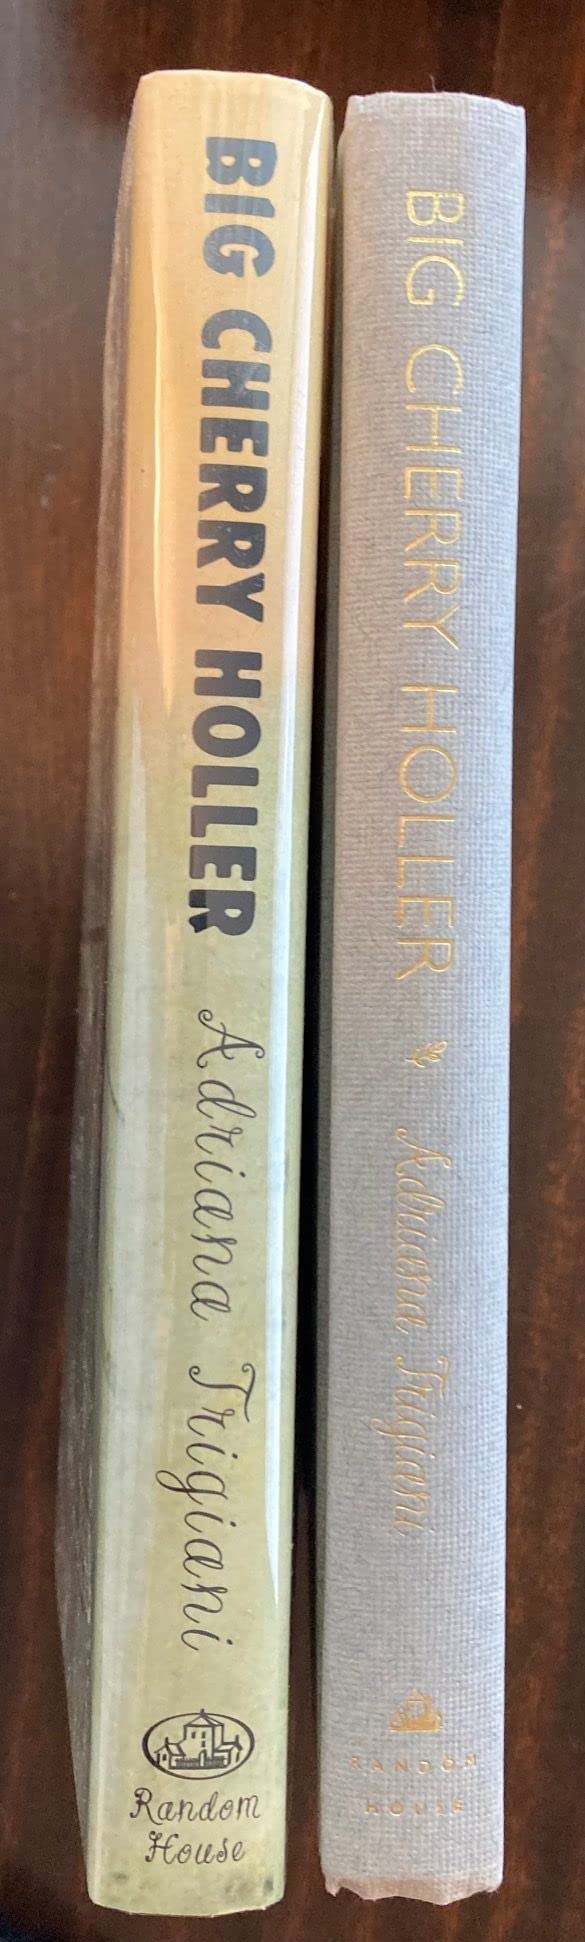 BIG CHERRY HOLLER Adriana Trigiani
Random
House
BIG CHERRY HOLLER Adriana Trigiani
RANDOM
HOUSE